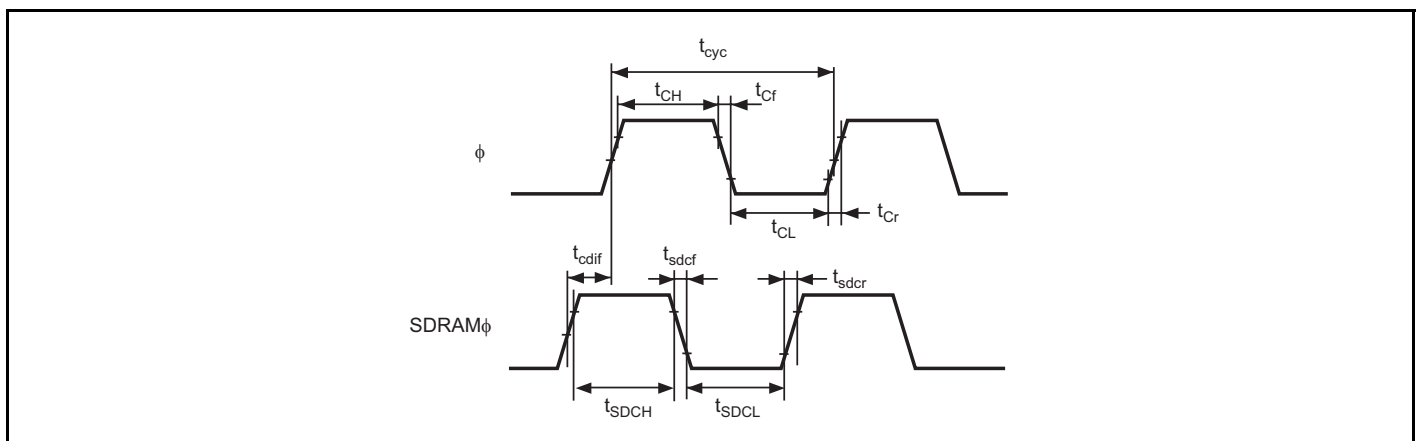 tcyc
tCH
tCf
ϕ
tCL
tCr
tcdif
tsdcf
tsdcr
SDRAMϕ
tSDCH
tSDCL